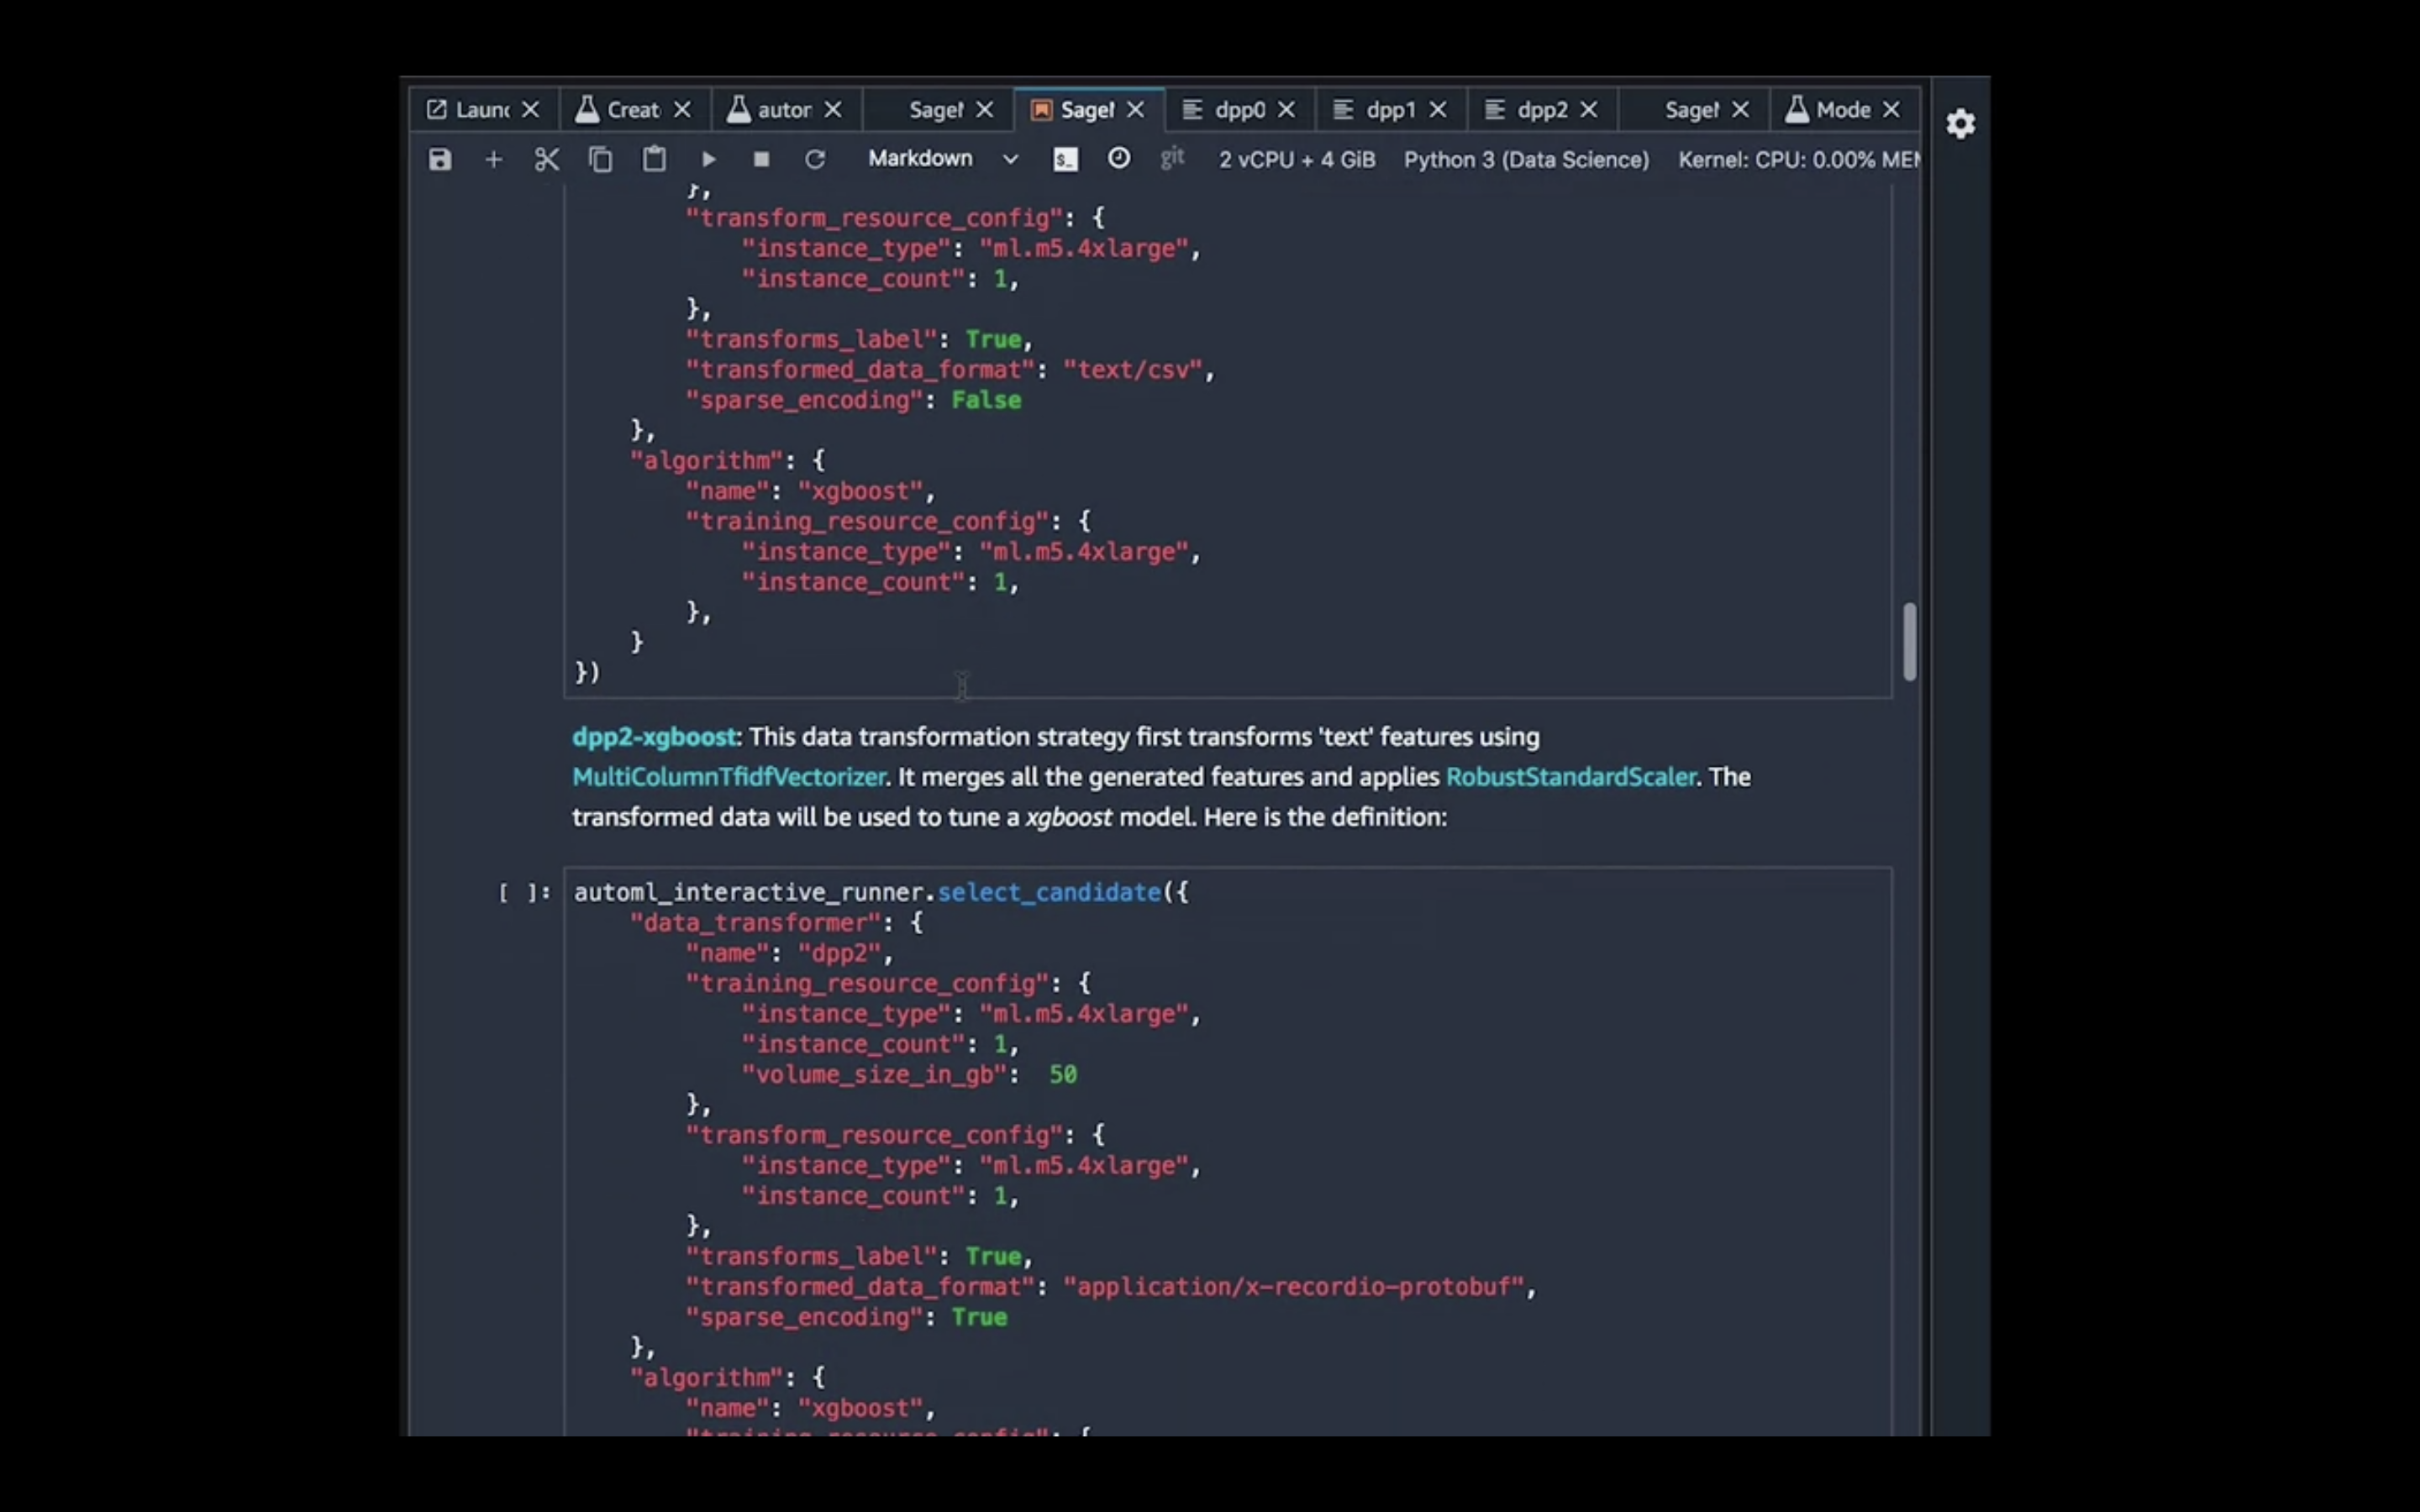 Launc Creat autor SageM SageM dpp0 dpp1 dpp2 SageM Mode
Markdown git 2 vCPU + 4 GiB Python 3 (Data Science) Kernel: CPU: 0.00% MEM
},
"transform_resource_config": {
"instance_type": "ml.m5.4xlarge",
"instance_count": 1,
},
"transforms_label": True,
"transformed_data_format": "text/csv",
"sparse_encoding": False
},
"algorithm": {
"name": "xgboost",
"training_resource_config": {
"instance_type": "ml.m5.4xlarge",
"instance_count": 1,
},
}
})
dpp2-xgboost: This data transformation strategy first transforms 'text' features using
MultiColumnTfidfVectorizer. It merges all the generated features and applies RobustStandardScaler. The
transformed data will be used to tune a xgboost model. Here is the definition:
[ ]: automl_interactive_runner.select_candidate({
"data_transformer": {
"name": "dpp2",
"training_resource_config": {
"instance_type": "ml.m5.4xlarge",
"instance_count": 1,
"volume_size_in_gb": 50
},
"transform_resource_config": {
"instance_type": "ml.m5.4xlarge",
"instance_count": 1,
},
"transforms_label": True,
"transformed_data_format": "application/x-recordio-protobuf",
"sparse_encoding": True
},
"algorithm": {
"name": "xgboost",
"training_resource_config": {